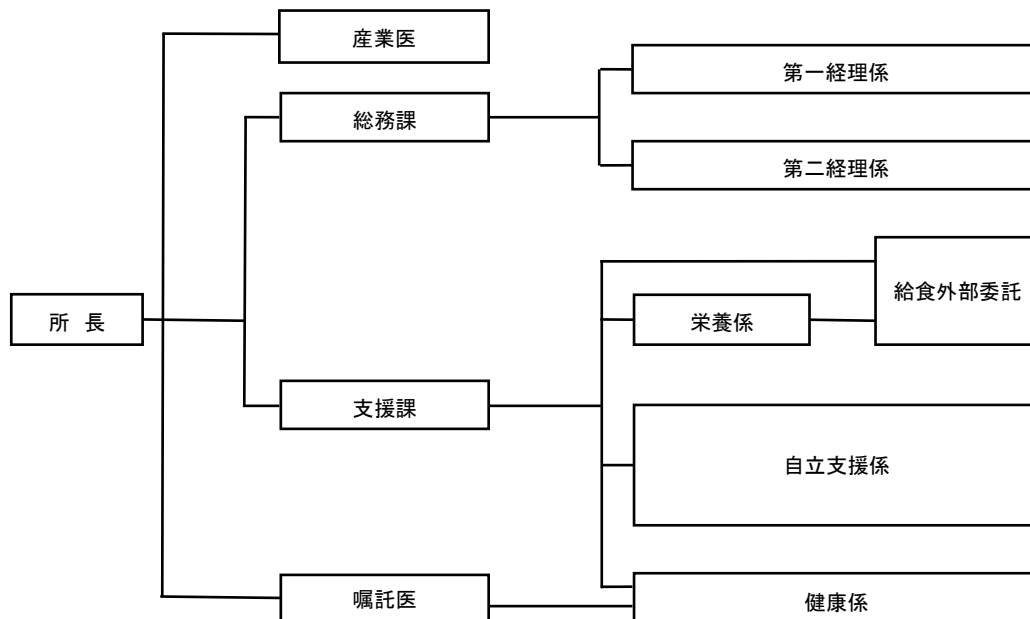 産業医
第一経理係
総務課
第二経理係
給食外部委託
所 長
栄養係
支援課
自立支援係
嘱託医
健康係